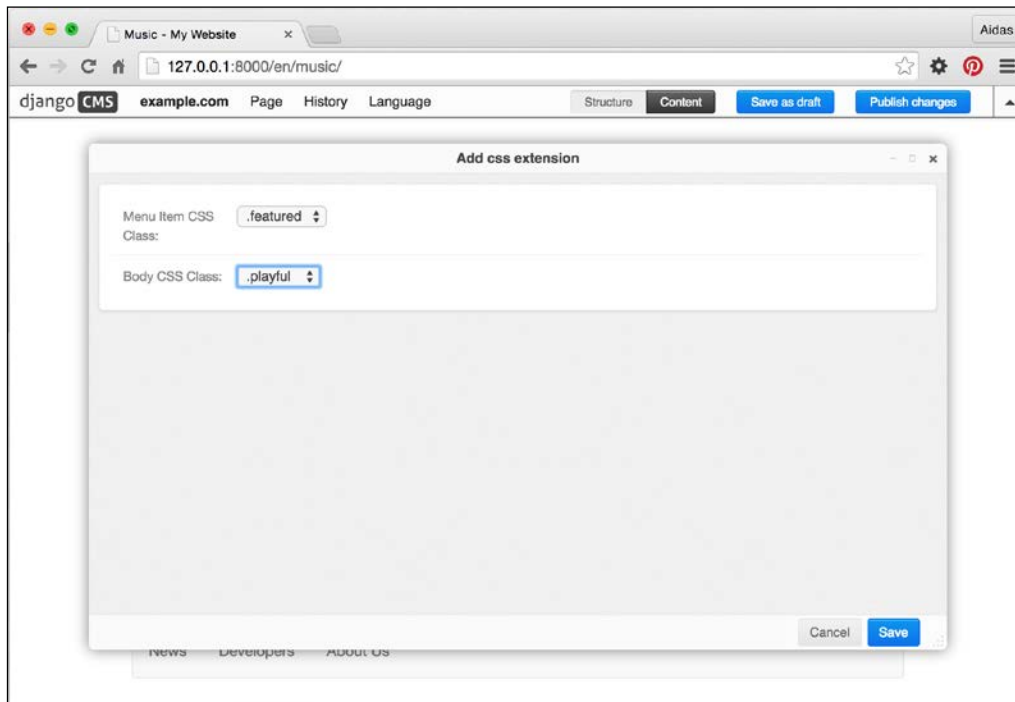 Music - My Website
Aidas
127.0.0.1:8000/en/music/
django CMS example.com Page History Language Structure Content Save as draft Publish changes
Add css extension
Menu Item CSS .featured
Class:
Body CSS Class: .playful
Cancel Save
News Developers About Us